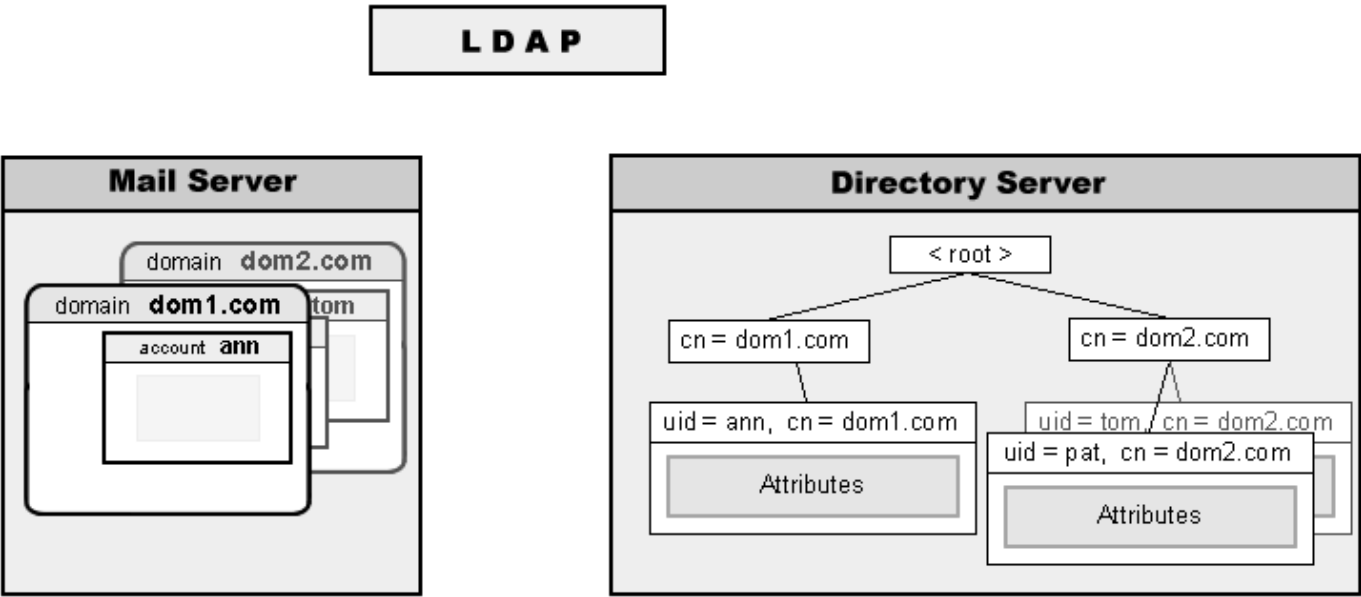 L D A P
Mail Server
domain dom2.com
tom
domain dom1.com
account ann
Directory Server
< root >
cn = dom1.com
cn = dom2.com
uid = ann, cn = dom1.com
Attributes
uid = tom, cn = dom2.com
uid = pat, cn = dom2.com
Attributes